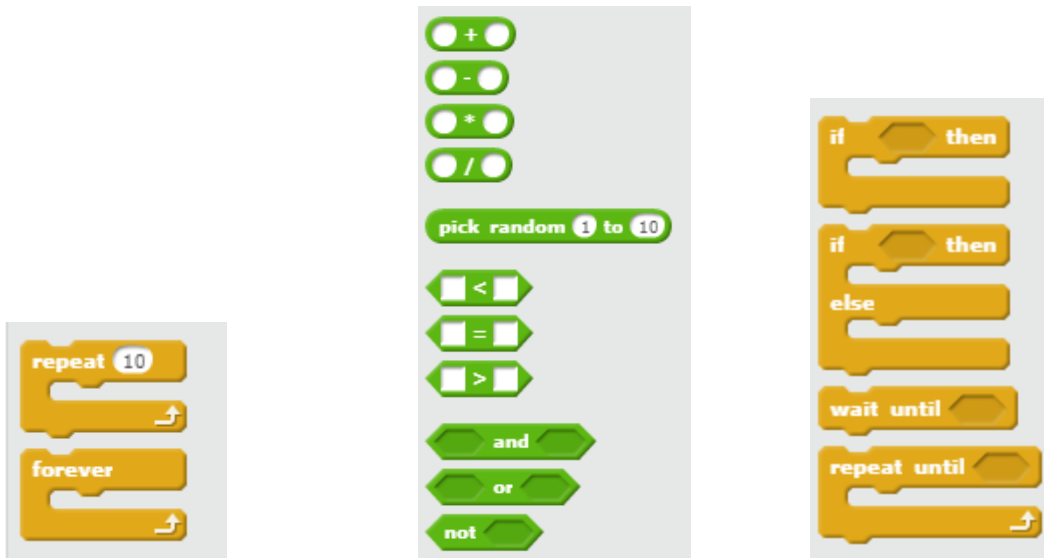 repeat 10
forever
+
-
*
/
pick random 1 to 10
<
=
>
and
or
not
if then
if then
else
wait until
repeat until